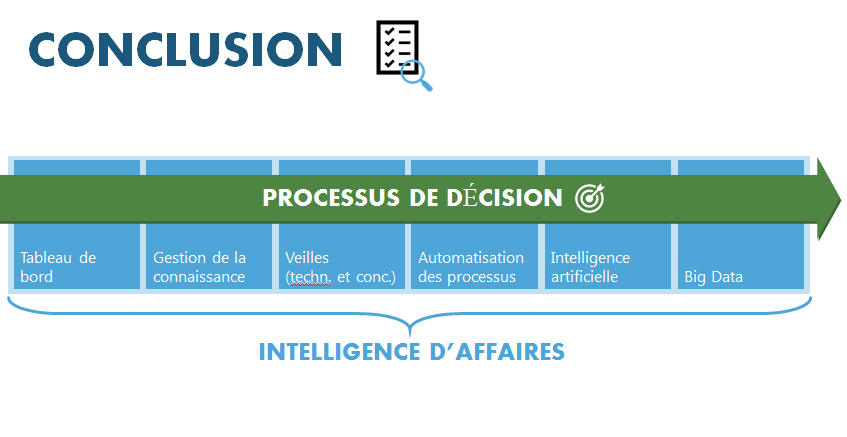 CONCLUSION
PROCESSUS DE DÉCISION
Tableau de
bord
Gestion de la
connaissance
Veilles
(techn. et conc.)
Automatisation
des processus
Intelligence
artificielle
Big Data
INTELLIGENCE D’AFFAIRES